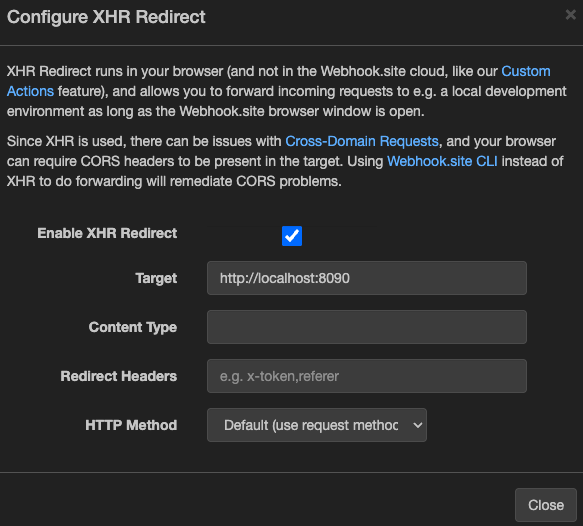 Configure XHR Redirect
×
XHR Redirect runs in your browser (and not in the Webhook.site cloud, like our Custom
Actions feature), and allows you to forward incoming requests to e.g. a local development
environment as long as the Webhook.site browser window is open.
Since XHR is used, there can be issues with Cross-Domain Requests, and your browser
can require CORS headers to be present in the target. Using Webhook.site CLI instead of
XHR to do forwarding will remediate CORS problems.
Enable XHR Redirect
Target
http://localhost:8090
Content Type
Redirect Headers
e.g. x-token,referer
HTTP Method
Default (use request method
Close